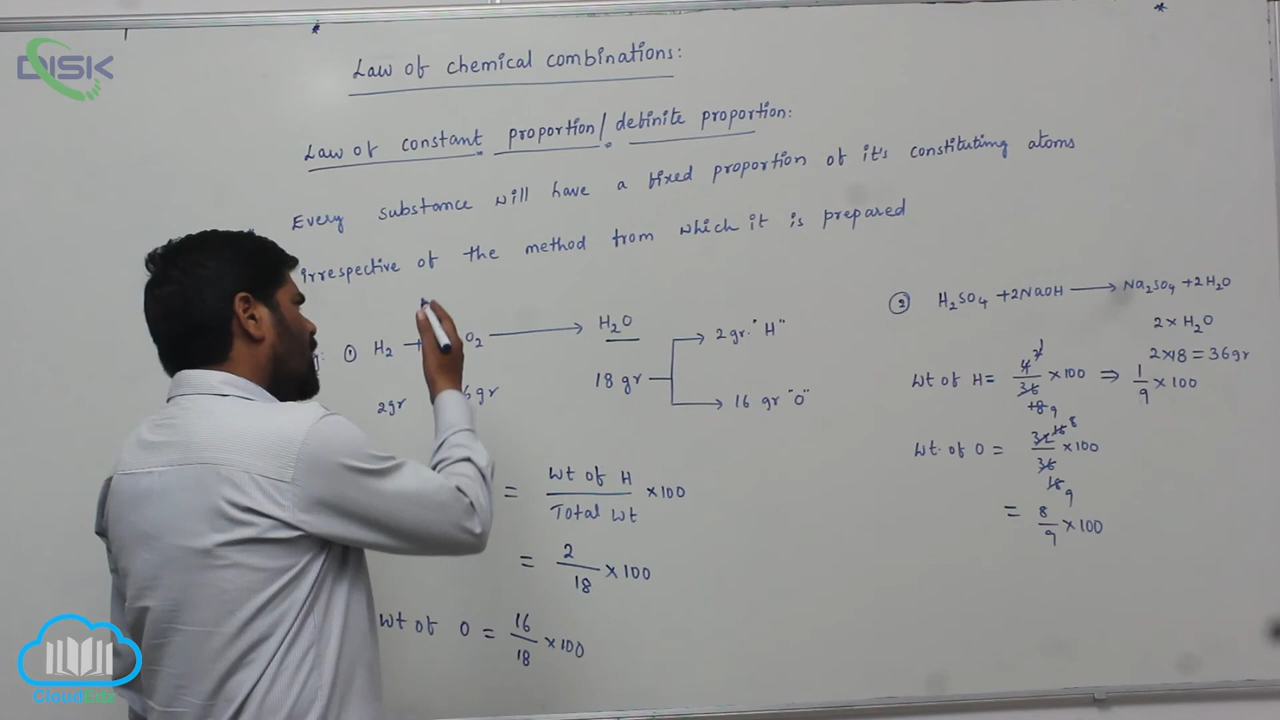 DISK
Law of chemical combinations:
Law of constant proportion/definite proportion:
Every substance will have a fixed proportion of it's constituting atoms
irrespective of the method from which it is prepared
① H₂ + O₂ → H₂O
2gr 6gr 18 gr
2 gr. "H"
16 gr "O"
= Wt of H / Total wt ×100
= 2/18 ×100
Wt of O = 16/18 ×100
② H₂SO₄ + 2NaOH → Na₂SO₄ + 2H₂O
2 × H₂O
2×18 = 36gr
Wt of H = 4/36 ×100 ⇒ 1/9 ×100
Wt. of O = 32/36 ×100
= 8/9 ×100
CloudEitz